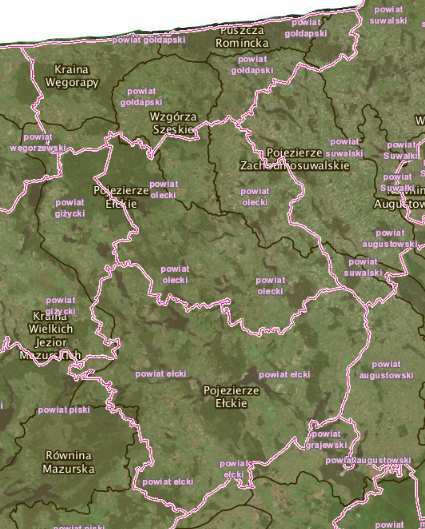 powiat
suwalski
powiat
gołdapski
powiat gołdapski
Puszcza
Romincka
powiat
gołdapski
Kraina
Węgorapy
powiat
gołdapski
Wzgórza
Szeskie
powiat
węgorzewski
Pojezierze
Zachodniosuwalskie
powiat
suwalski
powiat
Suwałki
powiat
Suwałki
powiat
olecki
Pojezierze
Ełckie
powiat
olecki
powiat
giżycki
powiat
augustowski
powiat
suwalski
powiat
olecki
powiat
olecki
powiat
giżycki
Kraina
Wielkich
Jezior
Mazurskich
powiat ełcki
powiat ełcki
powiat
augustowski
Pojezierze
Ełckie
powiat piski
powiat
grajewski
powiat augustowski
Równina
Mazurska
powiat
ełcki
powiat ełcki
powiat piski
powiat